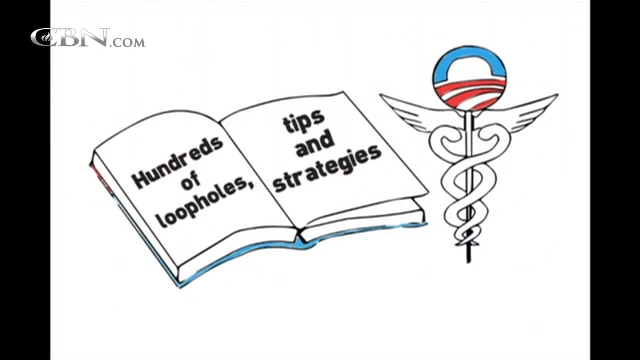 CBN.COM
Hundreds
of
loopholes,
tips
and
strategies